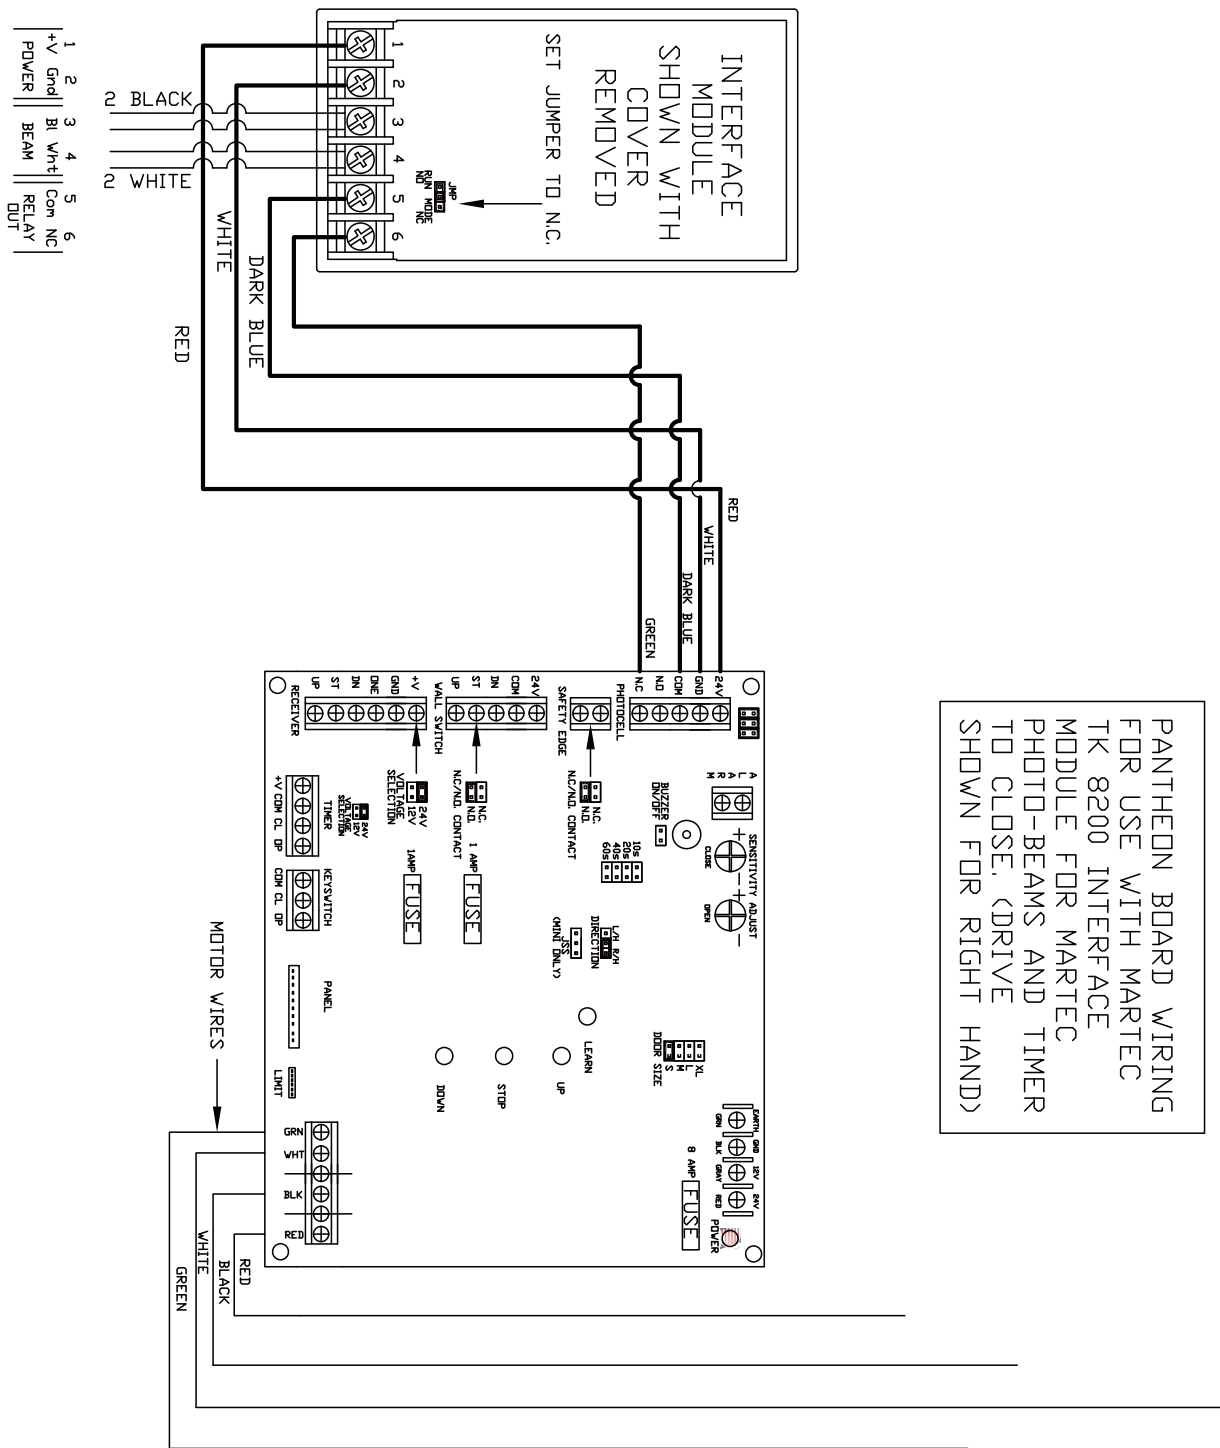 PANTHEON BOARD WIRING
FOR USE WITH MARTEC
TK 8200 INTERFACE
MODULE FOR MARTEC
PHOTO-BEAMS AND TIMER
TO CLOSE. (DRIVE
SHOWN FOR RIGHT HAND)
INTERFACE
MODULE
SHOWN WITH
COVER
REMOVED
SET JUMPER TO N.C.
JMP
RUN MODE
NO NC
1 2 3 4 5 6
2 BLACK
2 WHITE
1 2 3 4 5 6
+V Gnd Bl Wht Com NC
POWER BEAM RELAY
OUT
RED
WHITE
DARK BLUE
RED
WHITE
DARK BLUE
GREEN
24V
GND
COM
N.O
N.C
PHOTOCELL
SAFETY EDGE
24V
COM
DN
ST
UP
WALL SWITCH
+V
GND
ONE
DN
ST
UP
RECEIVER
ALARM
SENSITIVITY ADJUST
+ - + -
CLOSE
OPEN
BUZZER
ON/OFF
N.C.
N.O.
N.C/N.O. CONTACT
10s
20s
40s
60s
N.C.
N.O.
N.C/N.O. CONTACT
24V
12V
VOLTAGE
SELECTION
1 AMP
FUSE
1AMP
FUSE
L/H R/H
DIRECTION
JSS
(MINI ONLY)
24V
12V
VOLTAGE
SELECTION
TIMER
+V COM CL OP
KEYSWITCH
COM CL OP
PANEL
LIMIT
LEARN
UP
STOP
DOWN
XL
L
M
S
DOOR SIZE
EARTH GND 12V 24V
GRN BLK GRAY RED
8 AMP
FUSE
POWER
MOTOR WIRES
GRN
WHT
BLK
RED
RED
BLACK
WHITE
GREEN